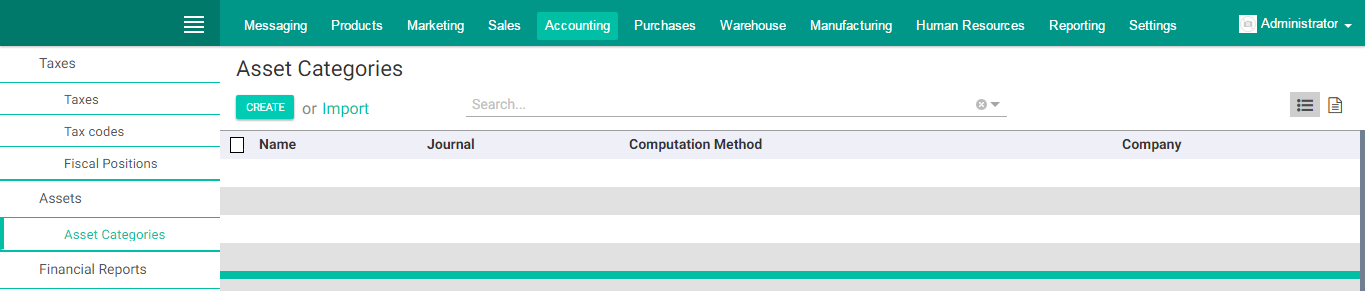 Messaging Products Marketing Sales Accounting Purchases Warehouse Manufacturing Human Resources Reporting Settings Administrator
Taxes
Taxes
Tax codes
Fiscal Positions
Assets
Asset Categories
Financial Reports
Asset Categories
CREATE or Import Search...
Name Journal Computation Method Company